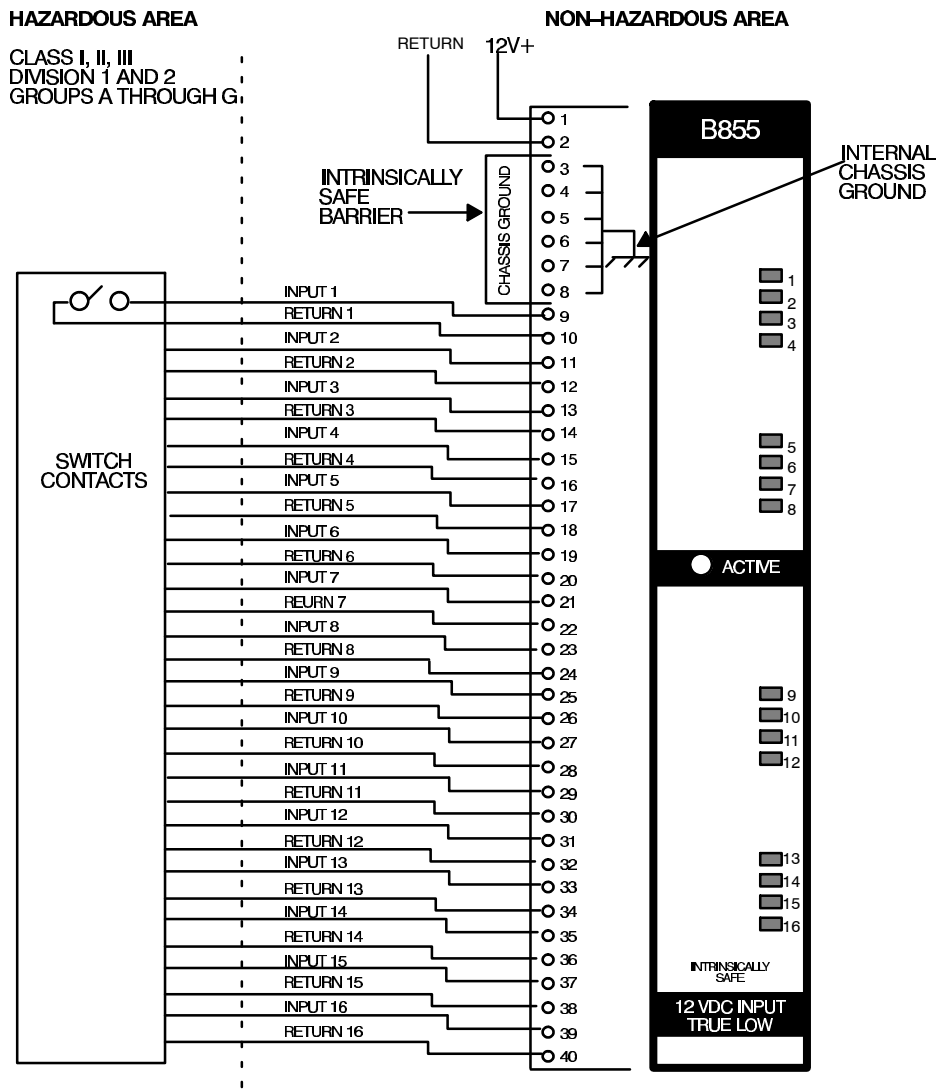 HAZARDOUS AREA
NON–HAZARDOUS AREA
CLASS I, II, III
DIVISION 1 AND 2
GROUPS A THROUGH G
RETURN
12V+
1
2
3
4
5
6
7
8
9
10
11
12
13
14
15
16
17
18
19
20
21
22
23
24
25
26
27
28
29
30
31
32
33
34
35
36
37
38
39
40
INTRINSICALLY
SAFE
BARRIER
CHASSIS GROUND
INTERNAL
CHASSIS
GROUND
SWITCH
CONTACTS
INPUT 1
RETURN 1
INPUT 2
RETURN 2
INPUT 3
RETURN 3
INPUT 4
RETURN 4
INPUT 5
RETURN 5
INPUT 6
RETURN 6
INPUT 7
REURN 7
INPUT 8
RETURN 8
INPUT 9
RETURN 9
INPUT 10
RETURN 10
INPUT 11
RETURN 11
INPUT 12
RETURN 12
INPUT 13
RETURN 13
INPUT 14
RETURN 14
INPUT 15
RETURN 15
INPUT 16
RETURN 16
B855
1
2
3
4
5
6
7
8
ACTIVE
9
10
11
12
13
14
15
16
INTRINSICALLY
SAFE
12 VDC INPUT
TRUE LOW